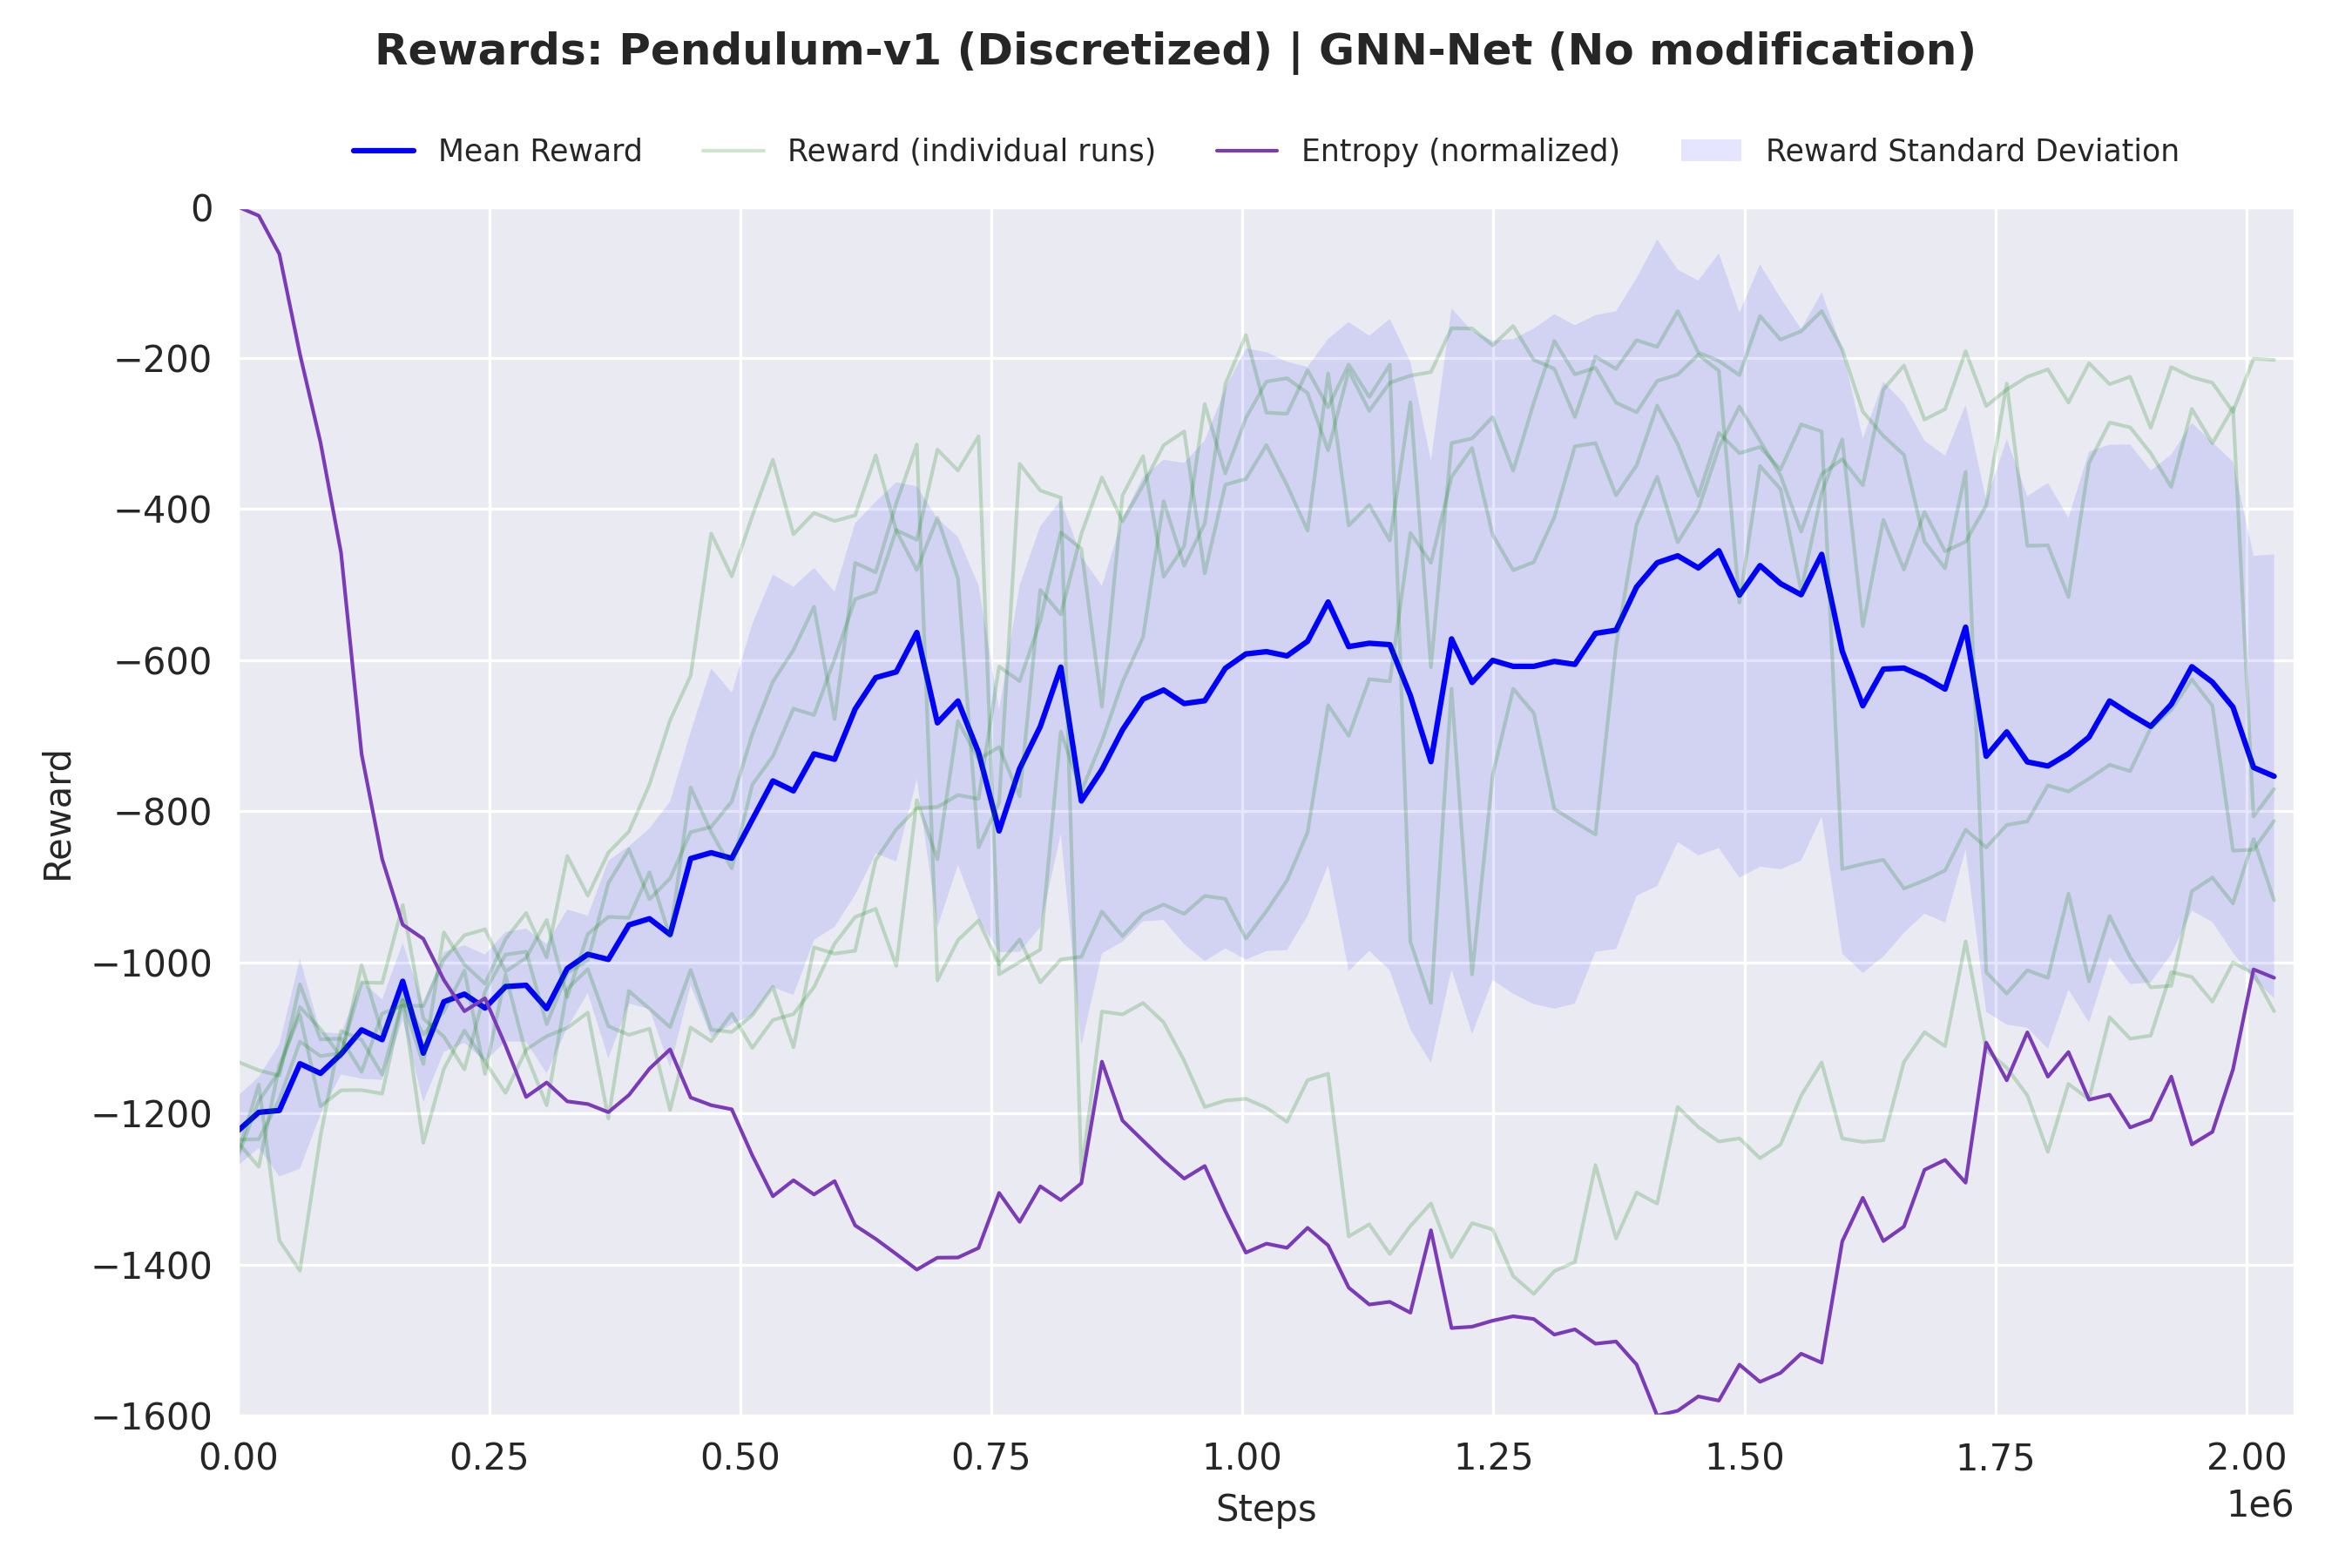 Rewards: Pendulum-v1 (Discretized) | GNN-Net (No modification)
Mean Reward Reward (individual runs) Entropy (normalized) Reward Standard Deviation
0
−200
−400
−600
−800
−1000
−1200
−1400
−1600
Reward
0.00 0.25 0.50 0.75 1.00 1.25 1.50 1.75 2.00
1e6
Steps